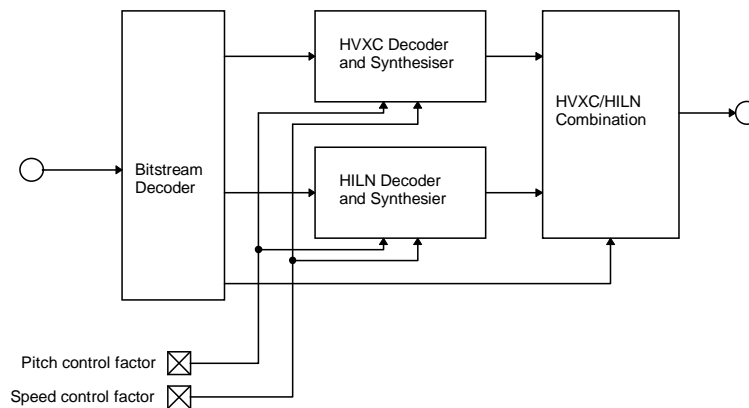 HVXC Decoder
and Synthesiser
HVXC/HILN
Combination
Bitstream
Decoder
HILN Decoder
and Synthesier
Pitch control factor
Speed control factor